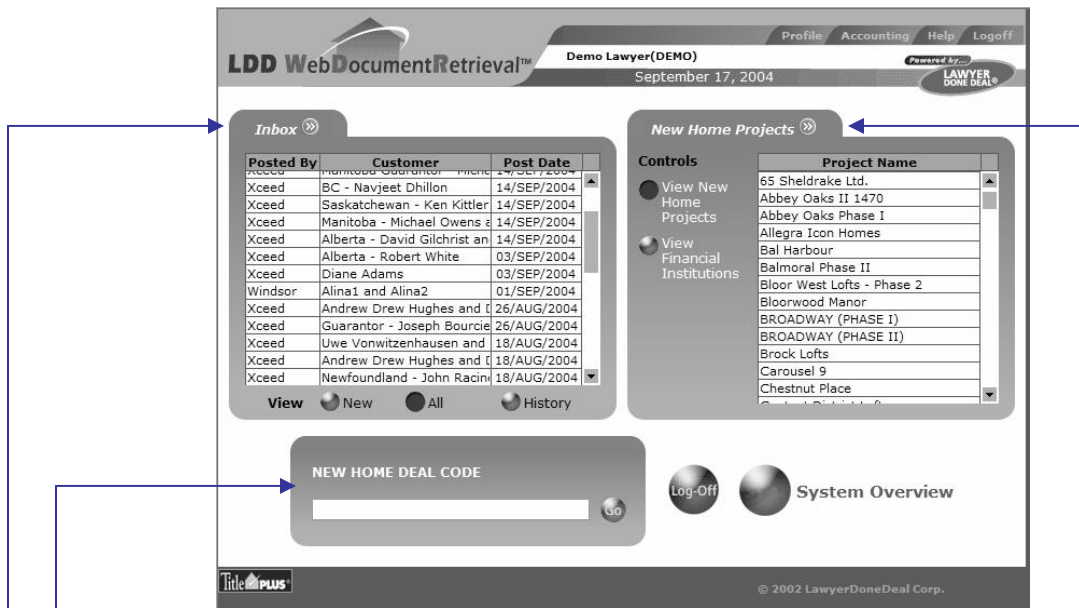 Profile Accounting Help Logoff
LDD WebDocumentRetrieval™
Demo Lawyer(DEMO)
Powered by...
September 17, 2004
LAWYER
DONE DEAL®
Inbox
Posted By Customer Post Date
Xceed Manitoba Guarantor - 14/SEP/2004
Xceed BC - Navjeet Dhillon 14/SEP/2004
Xceed Saskatchewan - Ken Kittler 14/SEP/2004
Xceed Manitoba - Michael Owens a 14/SEP/2004
Xceed Alberta - David Gilchrist an 14/SEP/2004
Xceed Alberta - Robert White 03/SEP/2004
Xceed Diane Adams 03/SEP/2004
Windsor Alina1 and Alina2 01/SEP/2004
Xceed Andrew Drew Hughes and 26/AUG/2004
Xceed Guarantor - Joseph Bourcie 26/AUG/2004
Xceed Uwe Vonwitzenhausen and 18/AUG/2004
Xceed Andrew Drew Hughes and 18/AUG/2004
Xceed Newfoundland - John Racin 18/AUG/2004
View New All History
New Home Projects
Controls
View New
Home
Projects
View
Financial
Institutions
Project Name
65 Sheldrake Ltd.
Abbey Oaks II 1470
Abbey Oaks Phase I
Allegra Icon Homes
Bal Harbour
Balmoral Phase II
Bloor West Lofts - Phase 2
Bloorwood Manor
BROADWAY (PHASE I)
BROADWAY (PHASE II)
Brock Lofts
Carousel 9
Chestnut Place
NEW HOME DEAL CODE
Go
Log-Off
System Overview
TitlePLUS®
© 2002 LawyerDoneDeal Corp.